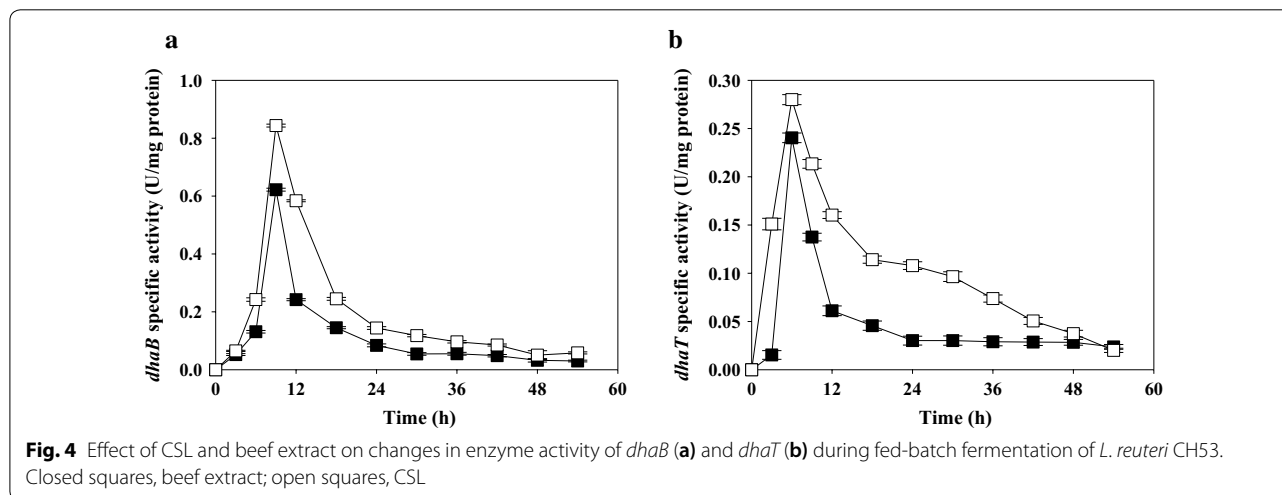 a
b
1.0
0.8
0.6
0.4
0.2
0.0
dhaB specific activity (U/mg protein)
0 12 24 36 48 60
Time (h)
0.30
0.25
0.20
0.15
0.10
0.05
0.00
dhaT specific activity (U/mg protein)
0 12 24 36 48 60
Time (h)
Fig. 4 Effect of CSL and beef extract on changes in enzyme activity of dhaB (a) and dhaT (b) during fed-batch fermentation of L. reuteri CH53.
Closed squares, beef extract; open squares, CSL